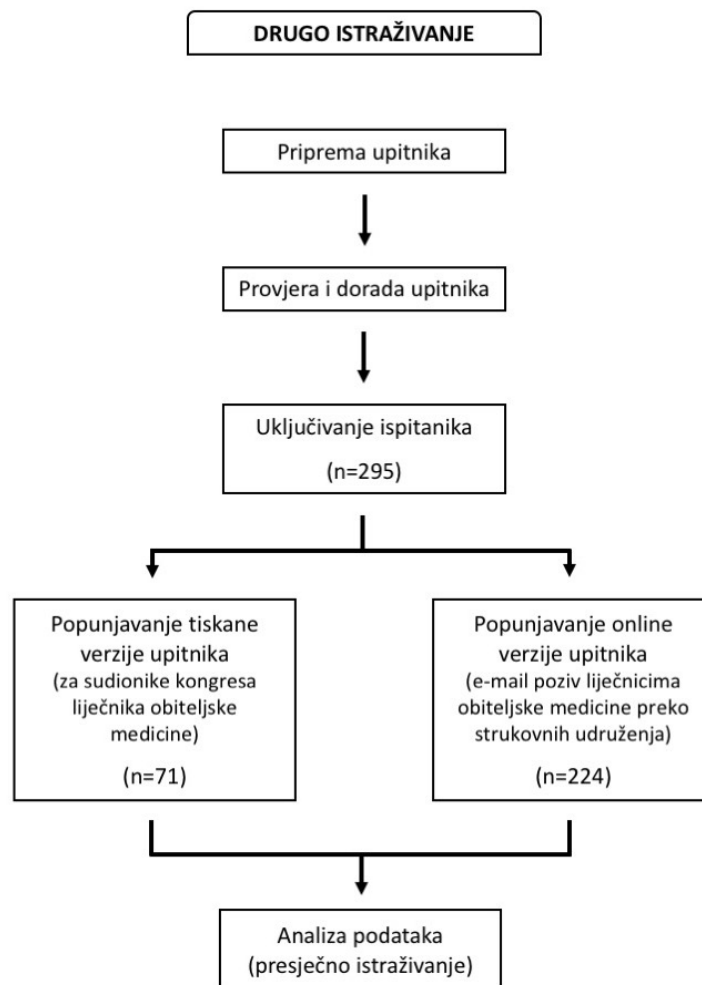 DRUGO ISTRAŽIVANJE
Priprema upitnika
Provjera i dorada upitnika
Uključivanje ispitanika
(n=295)
Popunjavanje tiskane
verzije upitnika
(za sudionike kongresa
liječnika obiteljske
medicine)
(n=71)
Popunjavanje online
verzije upitnika
(e-mail poziv liječnicima
obiteljske medicine preko
strukovnih udruženja)
(n=224)
Analiza podataka
(presječno istraživanje)